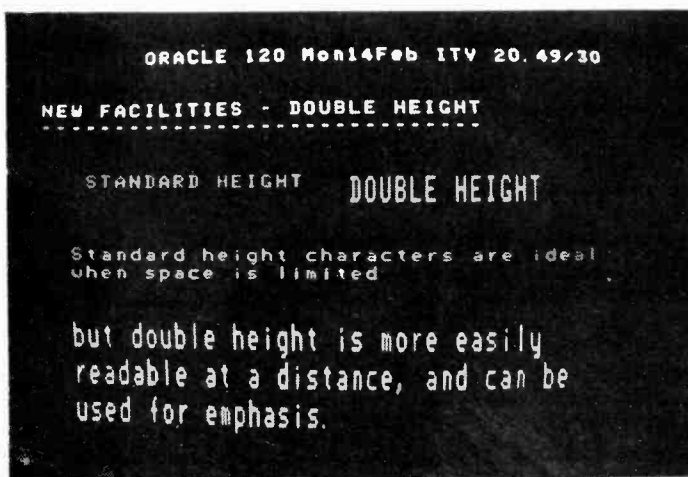 ORACLE 120 Mon14Feb ITV 20.49/30
NEW FACILITIES - DOUBLE HEIGHT
STANDARD HEIGHT DOUBLE HEIGHT
Standard height characters are ideal
when space is limited
but double height is more easily
readable at a distance, and can be
used for emphasis.